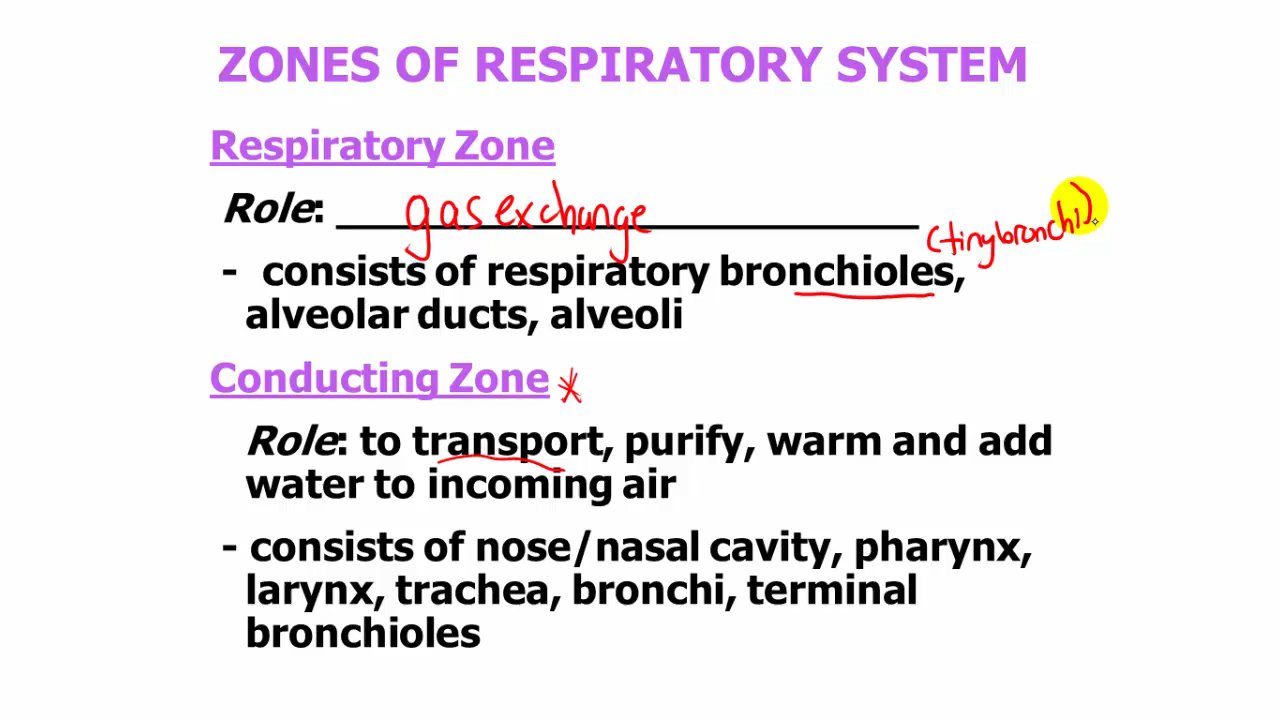 ZONES OF RESPIRATORY SYSTEM
Respiratory Zone
Role: gas exchange
(tiny bronchi)
- consists of respiratory bronchioles,
alveolar ducts, alveoli
Conducting Zone *
Role: to transport, purify, warm and add
water to incoming air
- consists of nose/nasal cavity, pharynx,
larynx, trachea, bronchi, terminal
bronchioles